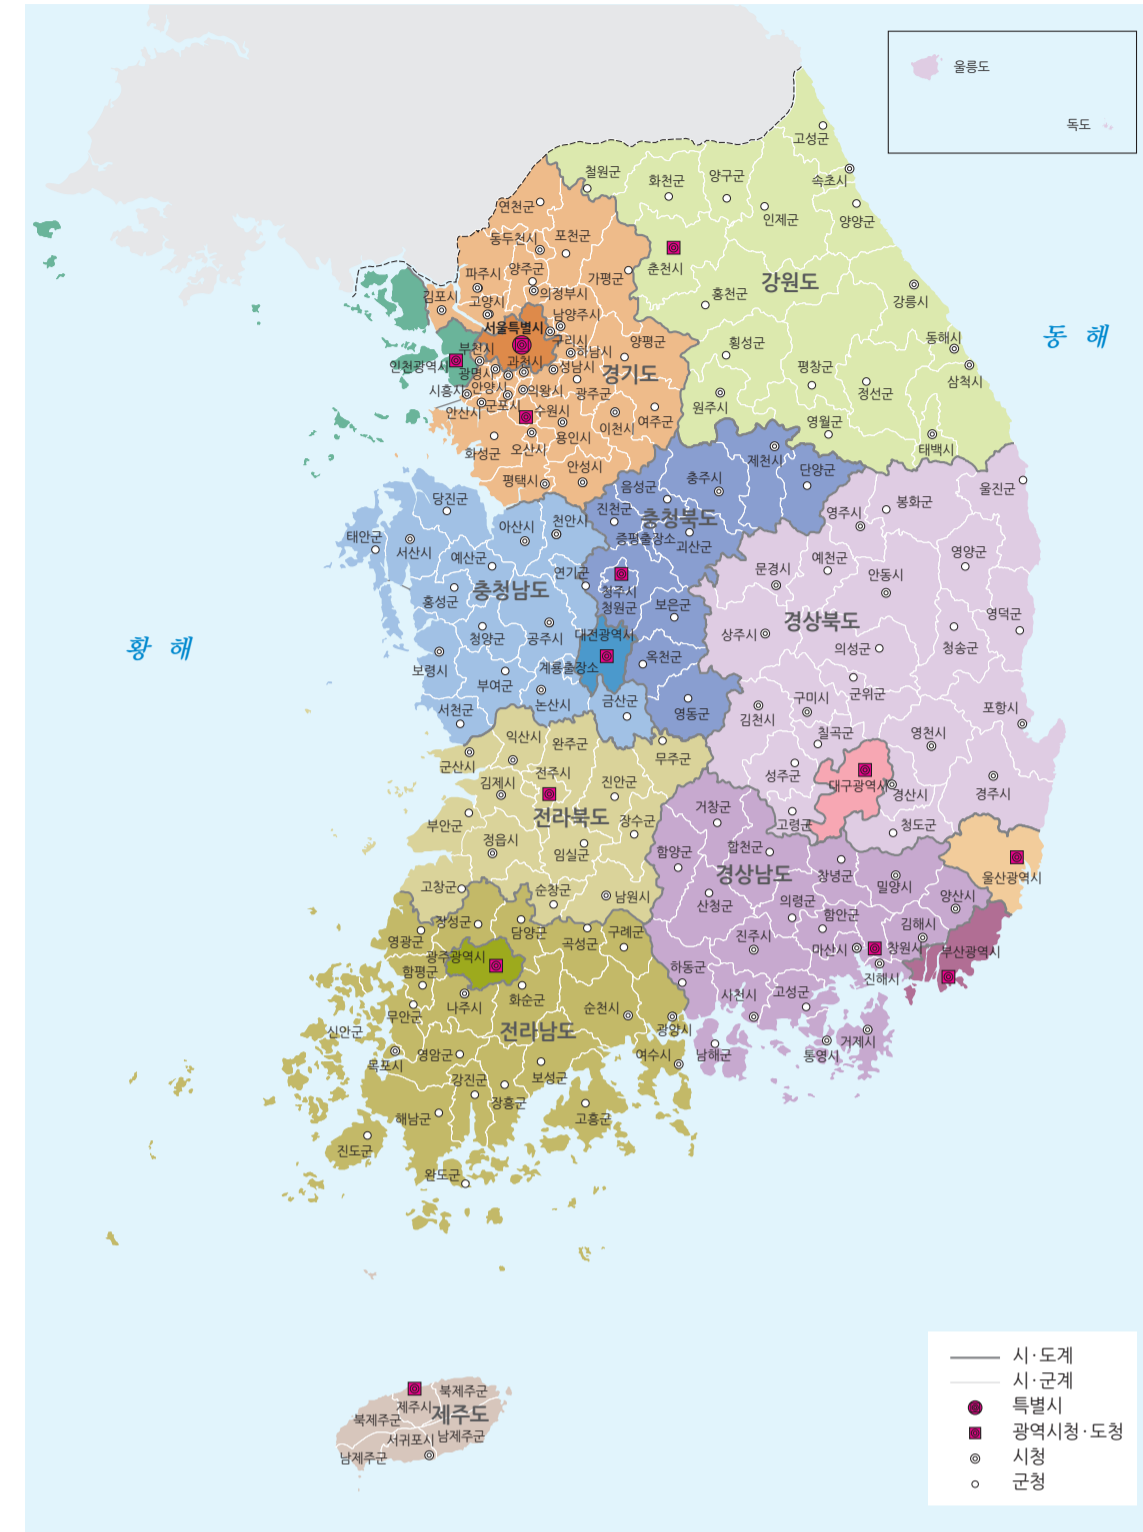 울릉도
독도
고성군
철원군
화천군
양구군
속초시
연천군
인제군
양양군
동두천시
포천군
춘천시
파주시
양주군
가평군
강원도
김포시
고양시
의정부시
홍천군
강릉시
서울특별시
남양주시
동해시
동 해
부천시
구리시
양평군
횡성군
인천광역시
과천시
하남시
광명시
성남시
경기도
평창군
삼척시
시흥시
안양시
의왕시
광주군
정선군
안산시
군포시
수원시
원주시
이천시
여주군
영월군
화성군
오산시
용인시
태백시
평택시
안성시
제천시
단양군
음성군
충주시
울진군
당진군
진천군
충청북도
영주시
봉화군
태안군
서산시
아산시
천안시
증평출장소
괴산군
예산군
연기군
문경시
예천군
안동시
영양군
홍성군
충청남도
청주시
청원군
보은군
경상북도
영덕군
황 해
청양군
공주시
대전광역시
상주시
의성군
청송군
보령시
계룡출장소
옥천군
부여군
군위군
서천군
논산시
금산군
영동군
김천시
구미시
포항시
익산시
완주군
칠곡군
영천시
군산시
무주군
김제시
전주시
진안군
성주군
대구광역시
경산시
경주시
부안군
전라북도
장수군
거창군
고령군
청도군
정읍시
임실군
함양군
합천군
경상남도
창녕군
울산광역시
고창군
순창군
남원시
산청군
의령군
밀양시
양산시
장성군
담양군
영광군
곡성군
구례군
진주시
함안군
김해시
광주광역시
마산시
창원시
부산광역시
함평군
하동군
진해시
무안군
나주시
화순군
순천시
사천시
고성군
신안군
전라남도
광양시
남해군
통영시
거제시
목포시
영암군
여수시
강진군
보성군
장흥군
해남군
고흥군
진도군
완도군
북제주군
제주시
제주도
북제주군
서귀포시
남제주군
남제주군
시·도계
시·군계
특별시
광역시청·도청
시청
군청